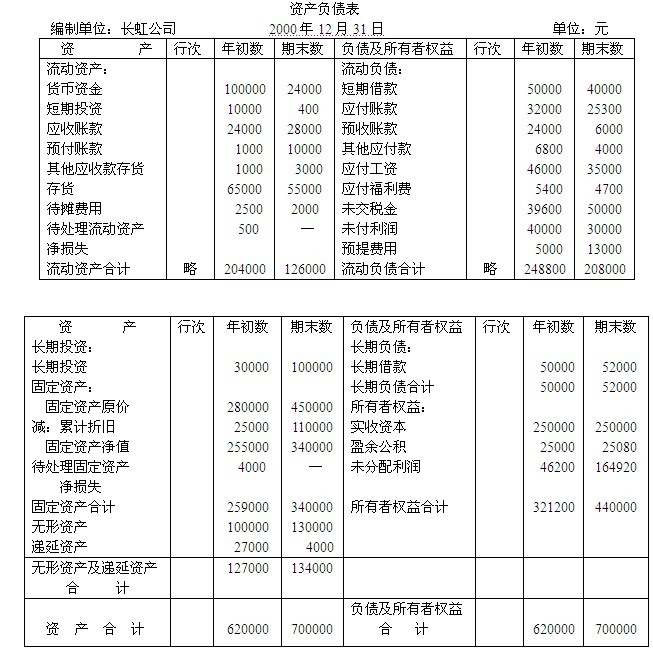 资产负债表
编制单位：长虹公司 2000年12月31日 单位：元
资 产 行次 年初数 期末数 负债及所有者权益 行次 年初数 期末数
流动资产： 流动负债：
货币资金 100000 24000 短期借款 50000 40000
短期投资 10000 400 应付账款 32000 25300
应收账款 24000 28000 预收账款 24000 6000
预付账款 1000 10000 其他应付款 6800 4000
其他应收款存货 1000 3000 应付工资 46000 35000
存货 65000 55000 应付福利费 5400 4700
待摊费用 2500 2000 未交税金 39600 50000
待处理流动资产 500 — 未付利润 40000 30000
净损失 预提费用 5000 13000
流动资产合计 略 204000 126000 流动负债合计 略 248800 208000
资 产 行次 年初数 期末数 负债及所有者权益 行次 年初数 期末数
长期投资： 长期负债：
长期投资 30000 100000 长期借款 50000 52000
固定资产： 长期负债合计 50000 52000
固定资产原价 280000 450000 所有者权益：
减：累计折旧 25000 110000 实收资本 250000 250000
固定资产净值 255000 340000 盈余公积 25000 25080
待处理固定资产 4000 — 未分配利润 46200 164920
净损失
固定资产合计 259000 340000 所有者权益合计 321200 440000
无形资产 100000 130000
递延资产 27000 4000
无形资产及递延资产 127000 134000
合 计
负债及所有者权益
资 产 合 计 620000 700000 合 计 620000 700000